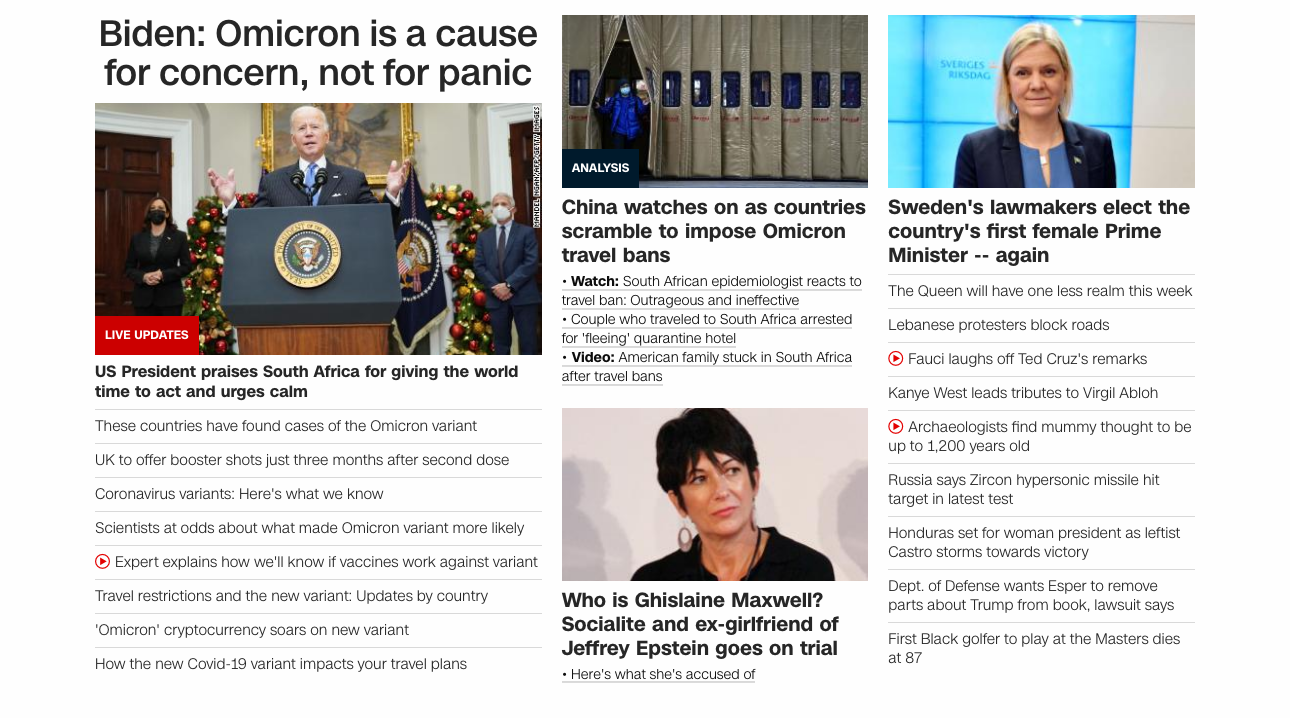 Biden: Omicron is a cause
for concern, not for panic
MANDEL NGAN/AFP/GETTY IMAGES
SEAL OF THE PRESIDENT OF THE UNITED STATES
LIVE UPDATES
US President praises South Africa for giving the world
time to act and urges calm
These countries have found cases of the Omicron variant
UK to offer booster shots just three months after second dose
Coronavirus variants: Here's what we know
Scientists at odds about what made Omicron variant more likely
Expert explains how we'll know if vaccines work against variant
Travel restrictions and the new variant: Updates by country
'Omicron' cryptocurrency soars on new variant
How the new Covid-19 variant impacts your travel plans
ANALYSIS
China watches on as countries
scramble to impose Omicron
travel bans
• Watch: South African epidemiologist reacts to
travel ban: Outrageous and ineffective
• Couple who traveled to South Africa arrested
for 'fleeing' quarantine hotel
• Video: American family stuck in South Africa
after travel bans
Who is Ghislaine Maxwell?
Socialite and ex-girlfriend of
Jeffrey Epstein goes on trial
• Here's what she's accused of
SVERIGES
RIKSDAG
Sweden's lawmakers elect the
country's first female Prime
Minister -- again
The Queen will have one less realm this week
Lebanese protesters block roads
Fauci laughs off Ted Cruz's remarks
Kanye West leads tributes to Virgil Abloh
Archaeologists find mummy thought to be
up to 1,200 years old
Russia says Zircon hypersonic missile hit
target in latest test
Honduras set for woman president as leftist
Castro storms towards victory
Dept. of Defense wants Esper to remove
parts about Trump from book, lawsuit says
First Black golfer to play at the Masters dies
at 87